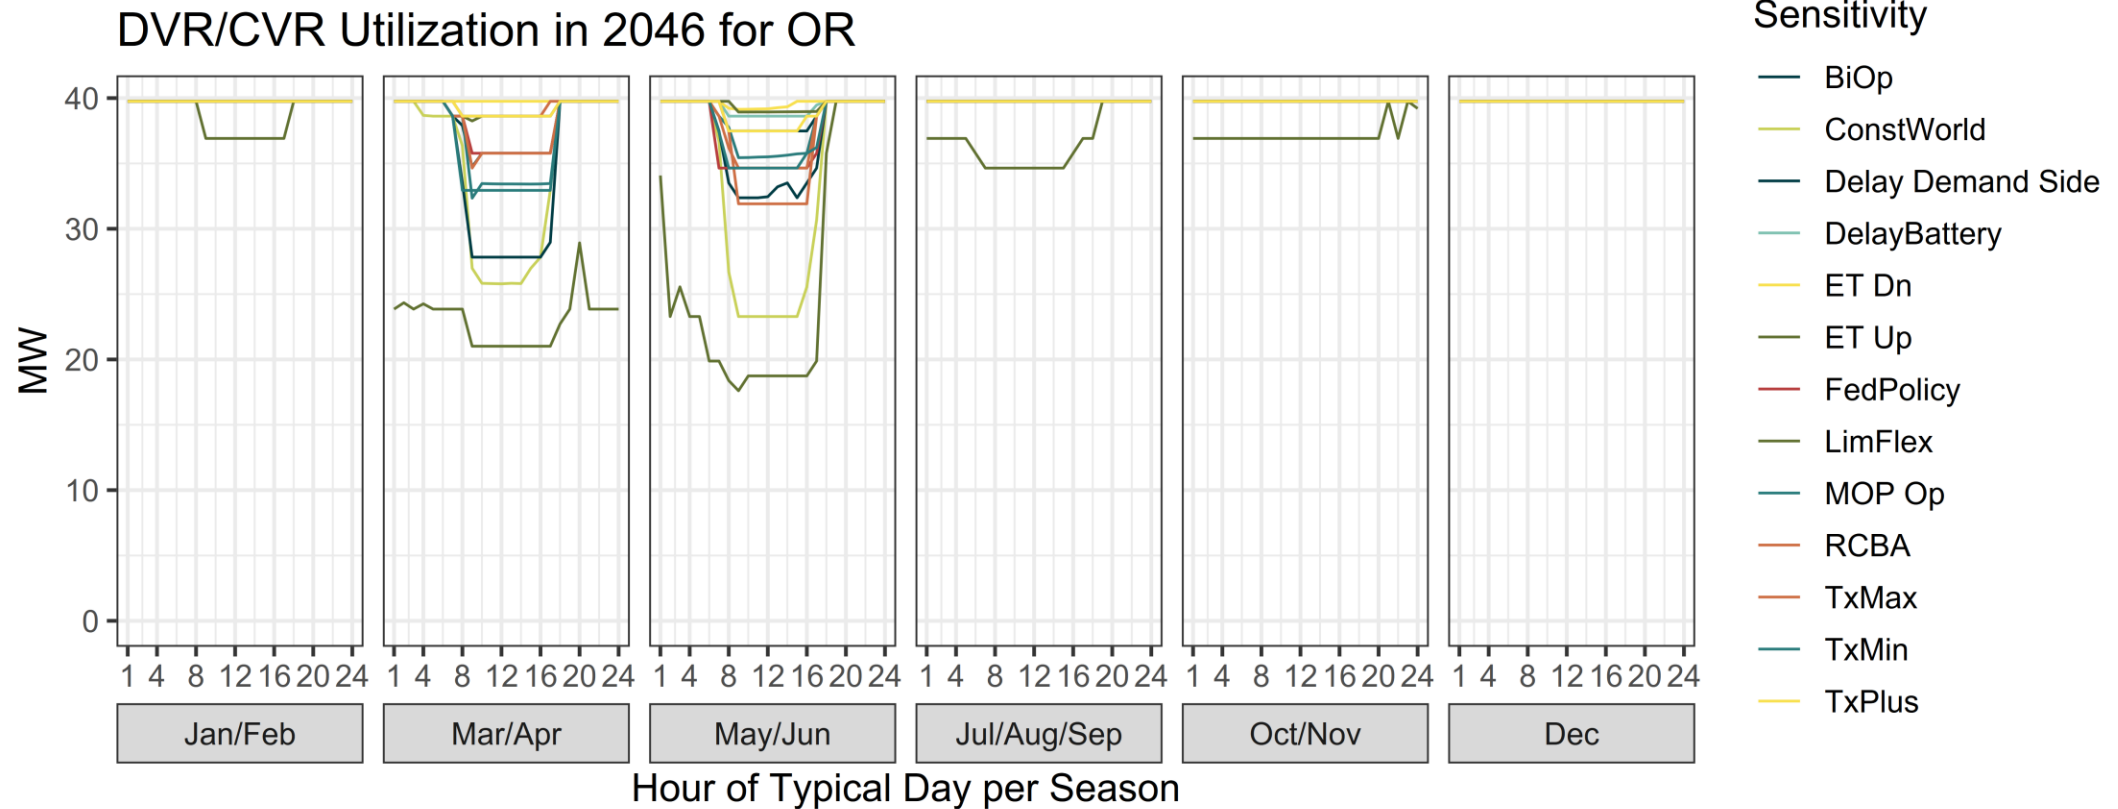 DVR/CVR Utilization in 2046 for OR
MW
40
30
20
10
0
1 4 8 12 16 20 24
1 4 8 12 16 20 24
1 4 8 12 16 20 24
1 4 8 12 16 20 24
1 4 8 12 16 20 24
1 4 8 12 16 20 24
Jan/Feb
Mar/Apr
May/Jun
Jul/Aug/Sep
Oct/Nov
Dec
Hour of Typical Day per Season
Sensitivity
BiOp
ConstWorld
Delay Demand Side
DelayBattery
ET Dn
ET Up
FedPolicy
LimFlex
MOP Op
RCBA
TxMax
TxMin
TxPlus